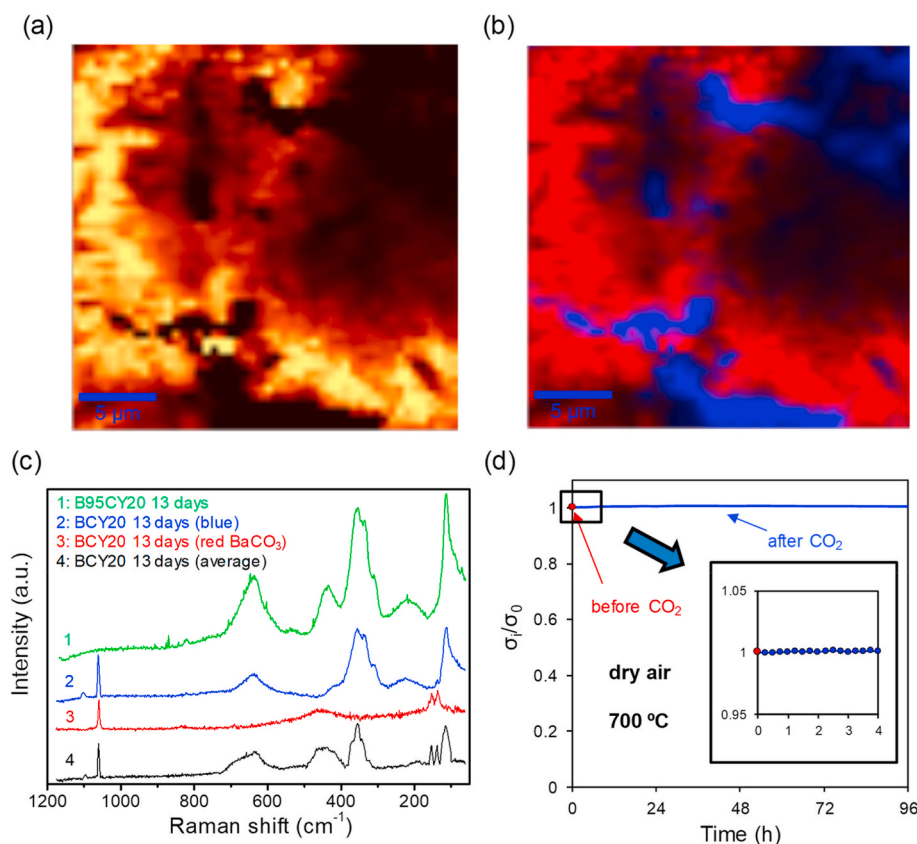 (a)
(b)
5 µm
5 µm
(c)
(d)
1: B95CY20 13 days
2: BCY20 13 days (blue)
3: BCY20 13 days (red BaCO₃)
4: BCY20 13 days (average)
1
2
3
4
Intensity (a.u.)
1200 1000 800 600 400 200
Raman shift (cm⁻¹)
σᵢ/σ₀
1
0.8
0.6
0.4
0.2
0
before CO₂
after CO₂
dry air
700 ºC
1.05
1
0.95
0 1 2 3 4
0 24 48 72 96
Time (h)